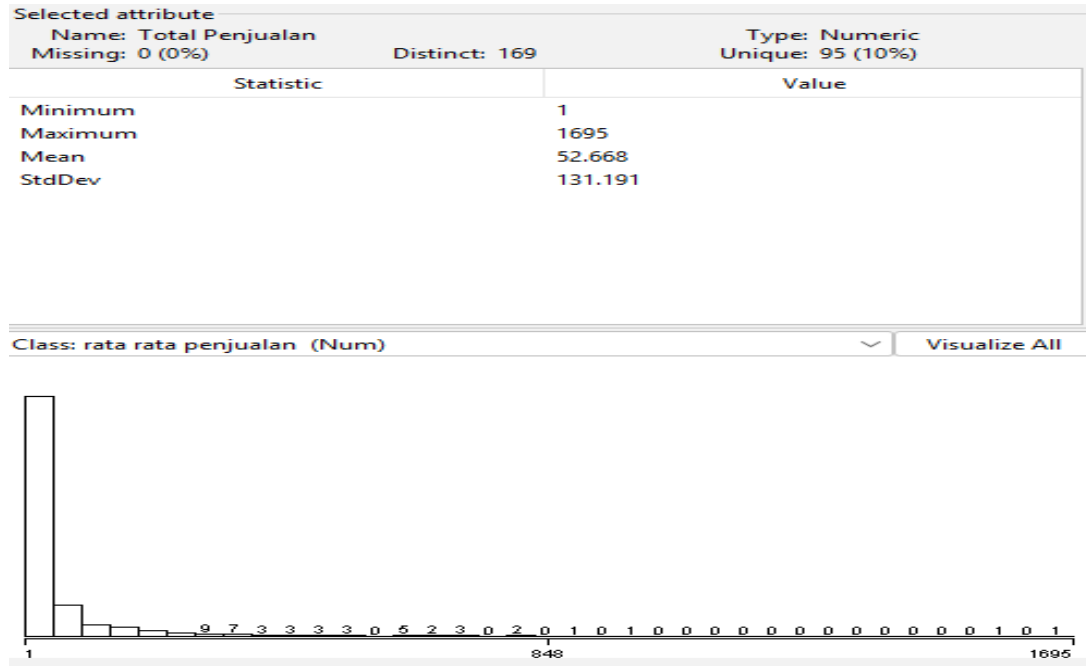 Selected attribute
Name: Total Penjualan Type: Numeric
Missing: 0 (0%) Distinct: 169 Unique: 95 (10%)
Statistic Value
Minimum 1
Maximum 1695
Mean 52.668
StdDev 131.191
Class: rata rata penjualan (Num) Visualize All
9 7 3 3 3 3 0 5 2 3 0 2 0 1 0 1 0 0 0 0 0 0 0 0 0 0 0 0 1 0 1
1 848 1695